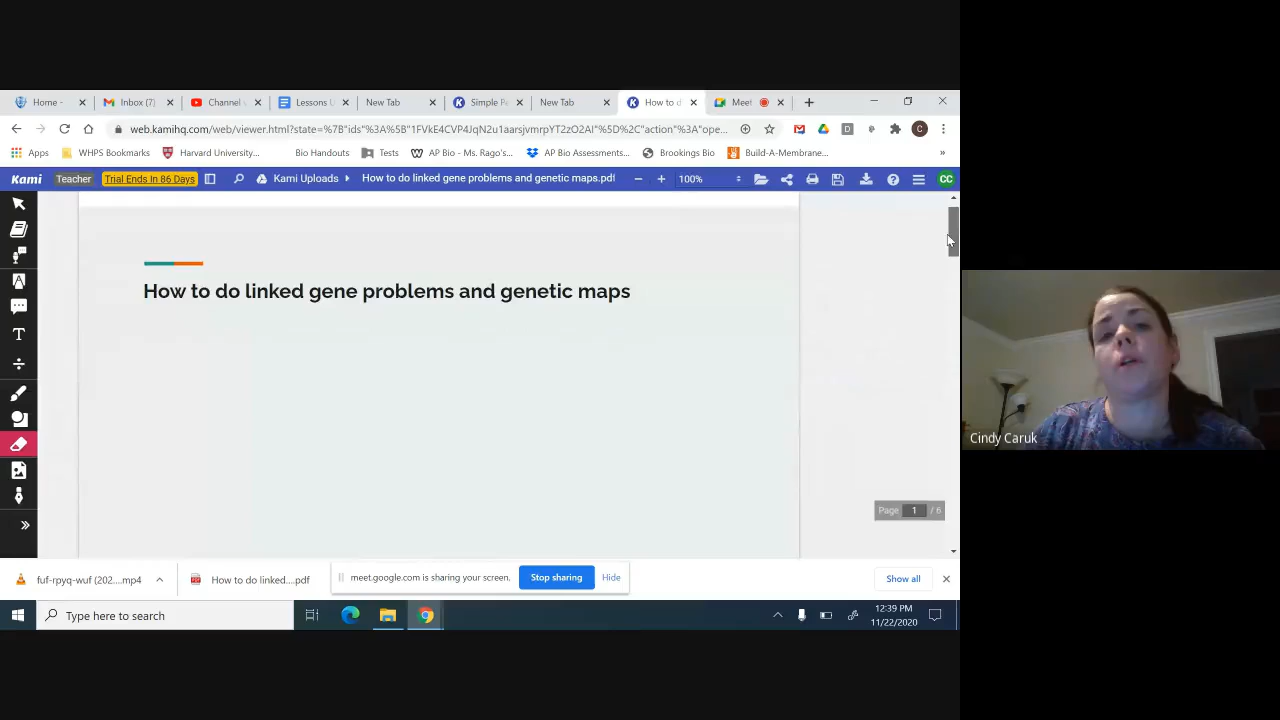 Home -
Inbox (7)
Channel
Lessons U
New Tab
Simple Pe
New Tab
How to d
Meet
web.kamihq.com/web/viewer.html?state=%7B"ids"%3A%5B"1FVkE4CVP4JqN2u1aarsjvmrpYT2zO2AI"%5D%2C"action"%3A"ope...
Apps
WHPS Bookmarks
Harvard University...
Bio Handouts
Tests
AP Bio - Ms. Rago's...
AP Bio Assessments...
Brookings Bio
Build-A-Membrane...
»
Kami
Teacher
Trial Ends In 86 Days
Kami Uploads
How to do linked gene problems and genetic maps.pdf
100%
CC
How to do linked gene problems and genetic maps
Cindy Caruk
Page 1 / 6
fuf-rpyq-wuf (202....mp4
How to do linked....pdf
meet.google.com is sharing your screen.
Stop sharing
Hide
Show all
Type here to search
12:39 PM
11/22/2020